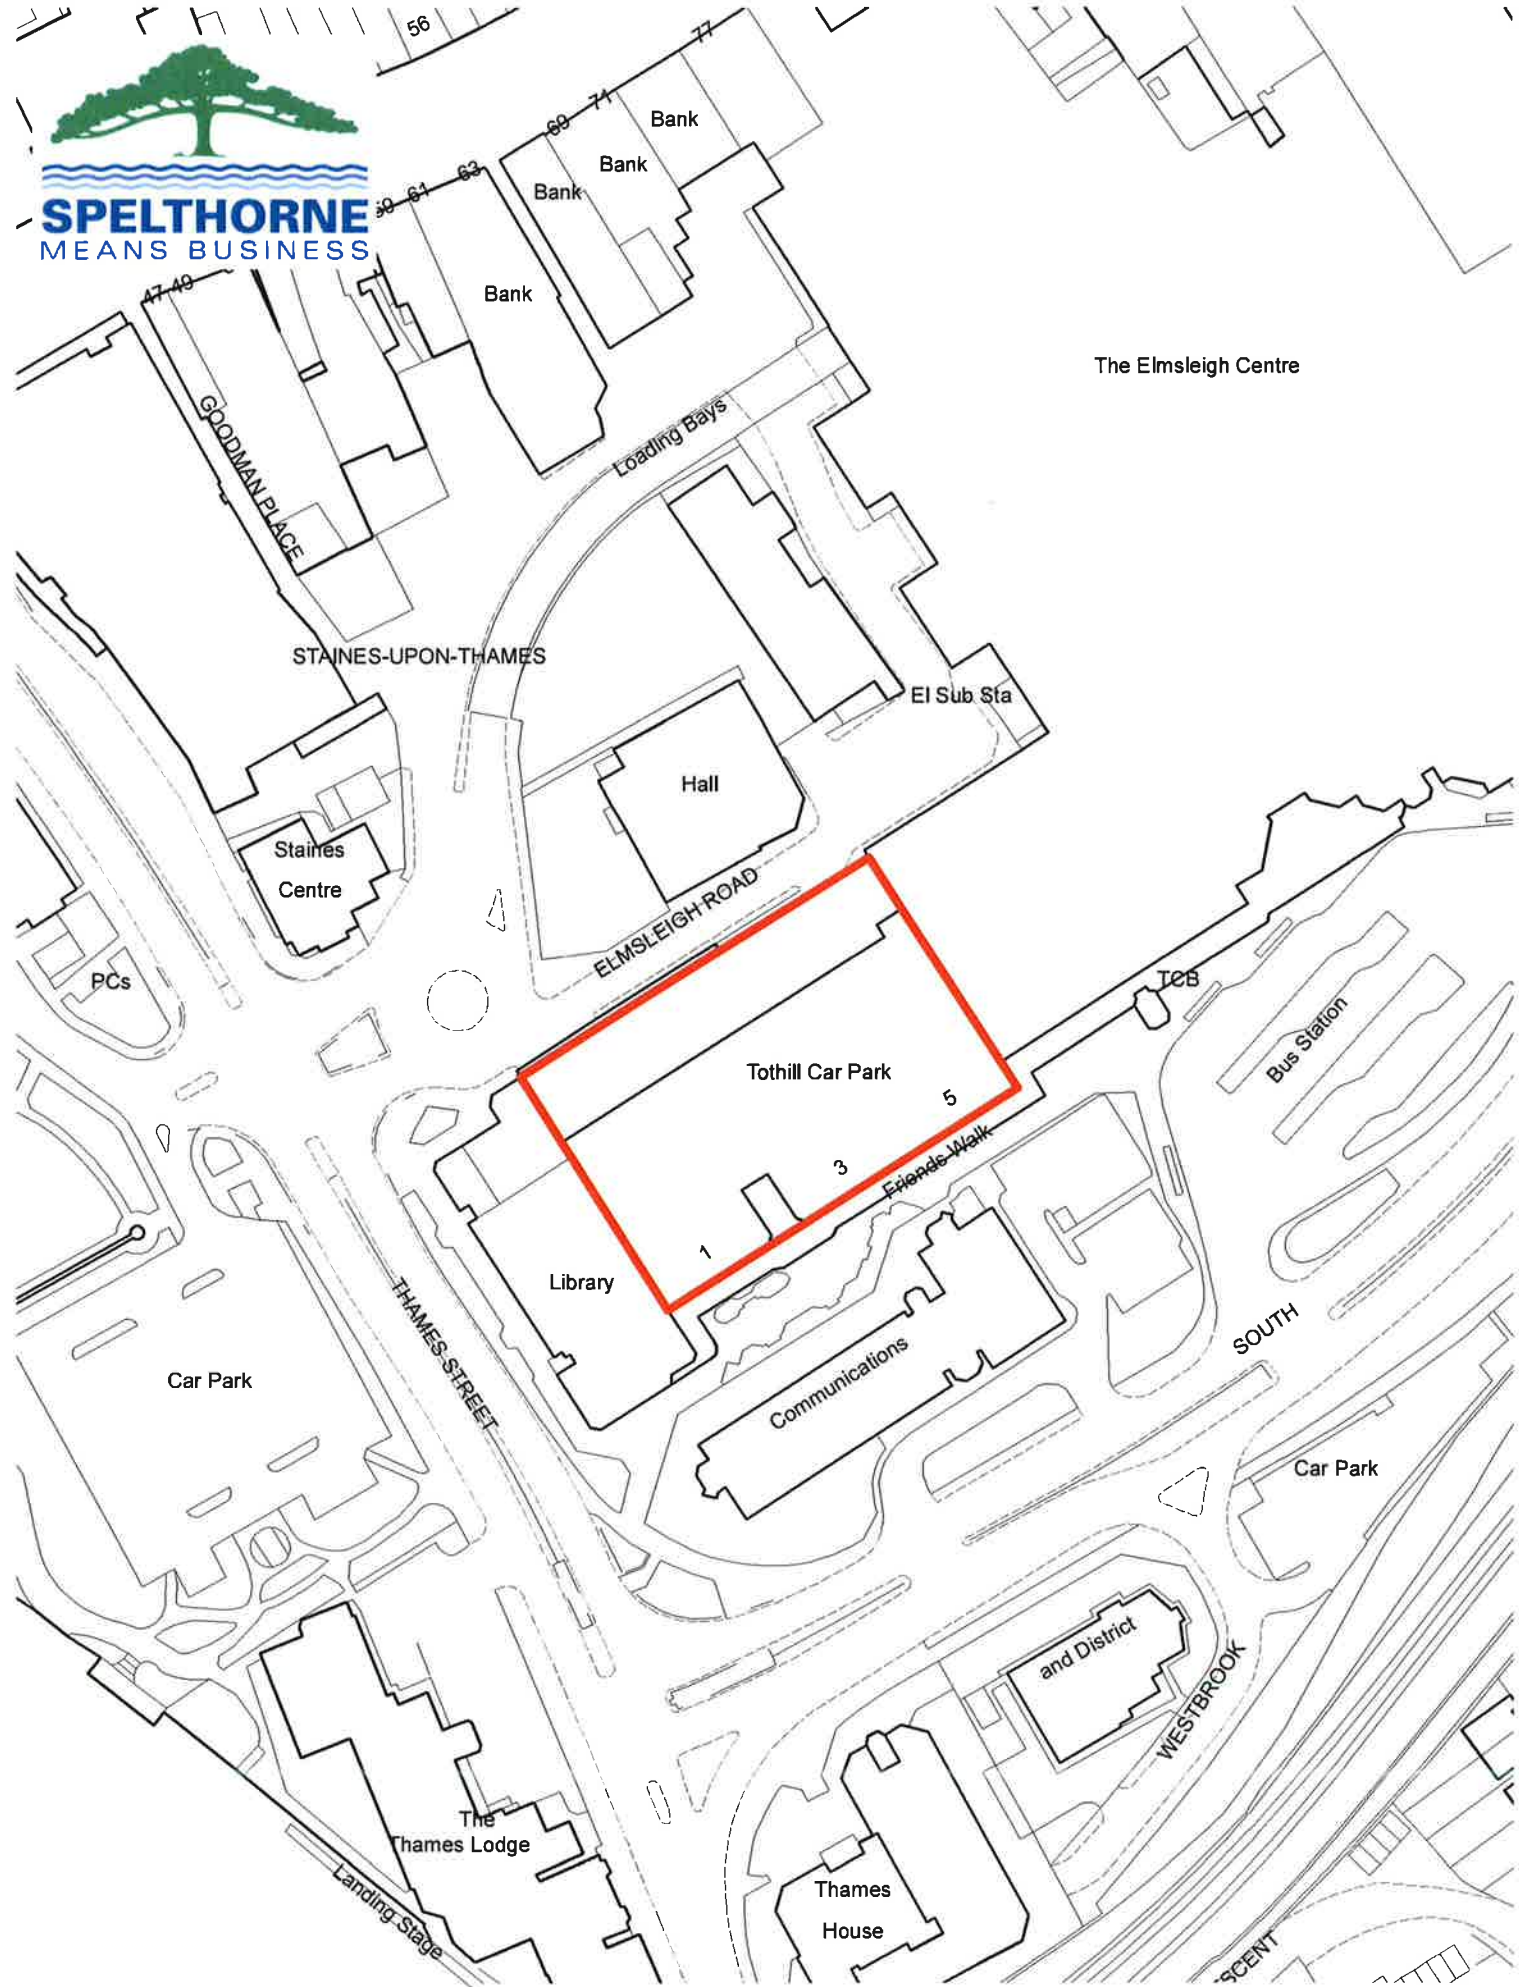 56
77
71
69
Bank
Bank
Bank
63
61
59
SPELTHORNE
MEANS BUSINESS
47-49
Bank
The Elmsleigh Centre
GOODMAN PLACE
Loading Bays
STAINES-UPON-THAMES
El Sub Sta
Hall
Staines
Centre
ELMSLEIGH ROAD
PCs
TCB
Bus Station
Tothill Car Park
5
3
1
Friends Walk
Library
THAMES STREET
SOUTH
Communications
Car Park
Car Park
and District
WESTBROOK
The
Thames Lodge
Landing Stage
Thames
House
SCENT